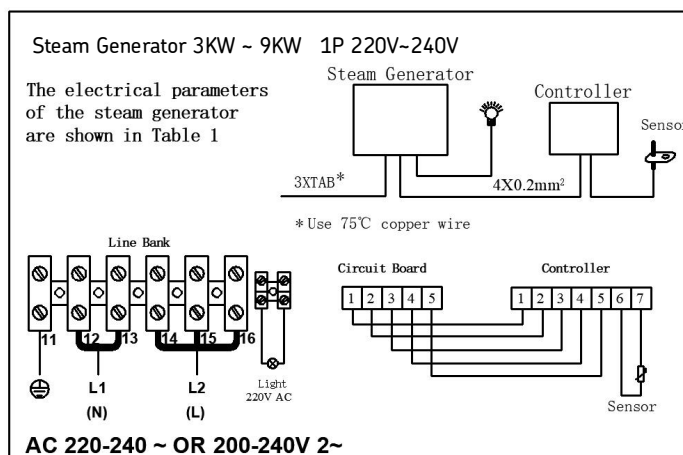 Steam Generator 3KW ~ 9KW 1P 220V~240V
The electrical parameters
of the steam generator
are shown in Table 1
Steam Generator
Controller
Sensor
3XTAB*
4X0.2mm²
*Use 75℃ copper wire
Line Bank
11 12 13 14 15 16
L1
(N)
L2
(L)
Light
220V AC
Circuit Board
1 2 3 4 5
Controller
1 2 3 4 5 6 7
Sensor
AC 220-240 ~ OR 200-240V 2~